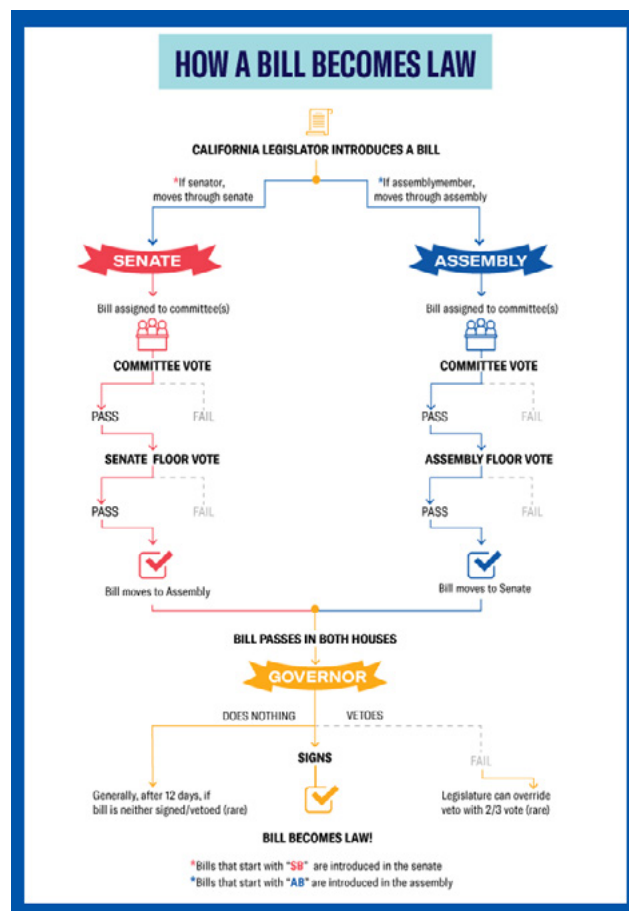 HOW A BILL BECOMES LAW
CALIFORNIA LEGISLATOR INTRODUCES A BILL
*If senator,
moves through senate
*If assemblymember,
moves through assembly
SENATE
ASSEMBLY
Bill assigned to committee(s)
Bill assigned to committee(s)
COMMITTEE VOTE
COMMITTEE VOTE
PASS
FAIL
PASS
FAIL
SENATE FLOOR VOTE
ASSEMBLY FLOOR VOTE
PASS
FAIL
PASS
FAIL
Bill moves to Assembly
Bill moves to Senate
BILL PASSES IN BOTH HOUSES
GOVERNOR
DOES NOTHING
VETOES
SIGNS
FAIL
Generally, after 12 days, if
bill is neither signed/vetoed (rare)
Legislature can override
veto with 2/3 vote (rare)
BILL BECOMES LAW!
*Bills that start with "SB" are introduced in the senate
*Bills that start with "AB" are introduced in the assembly